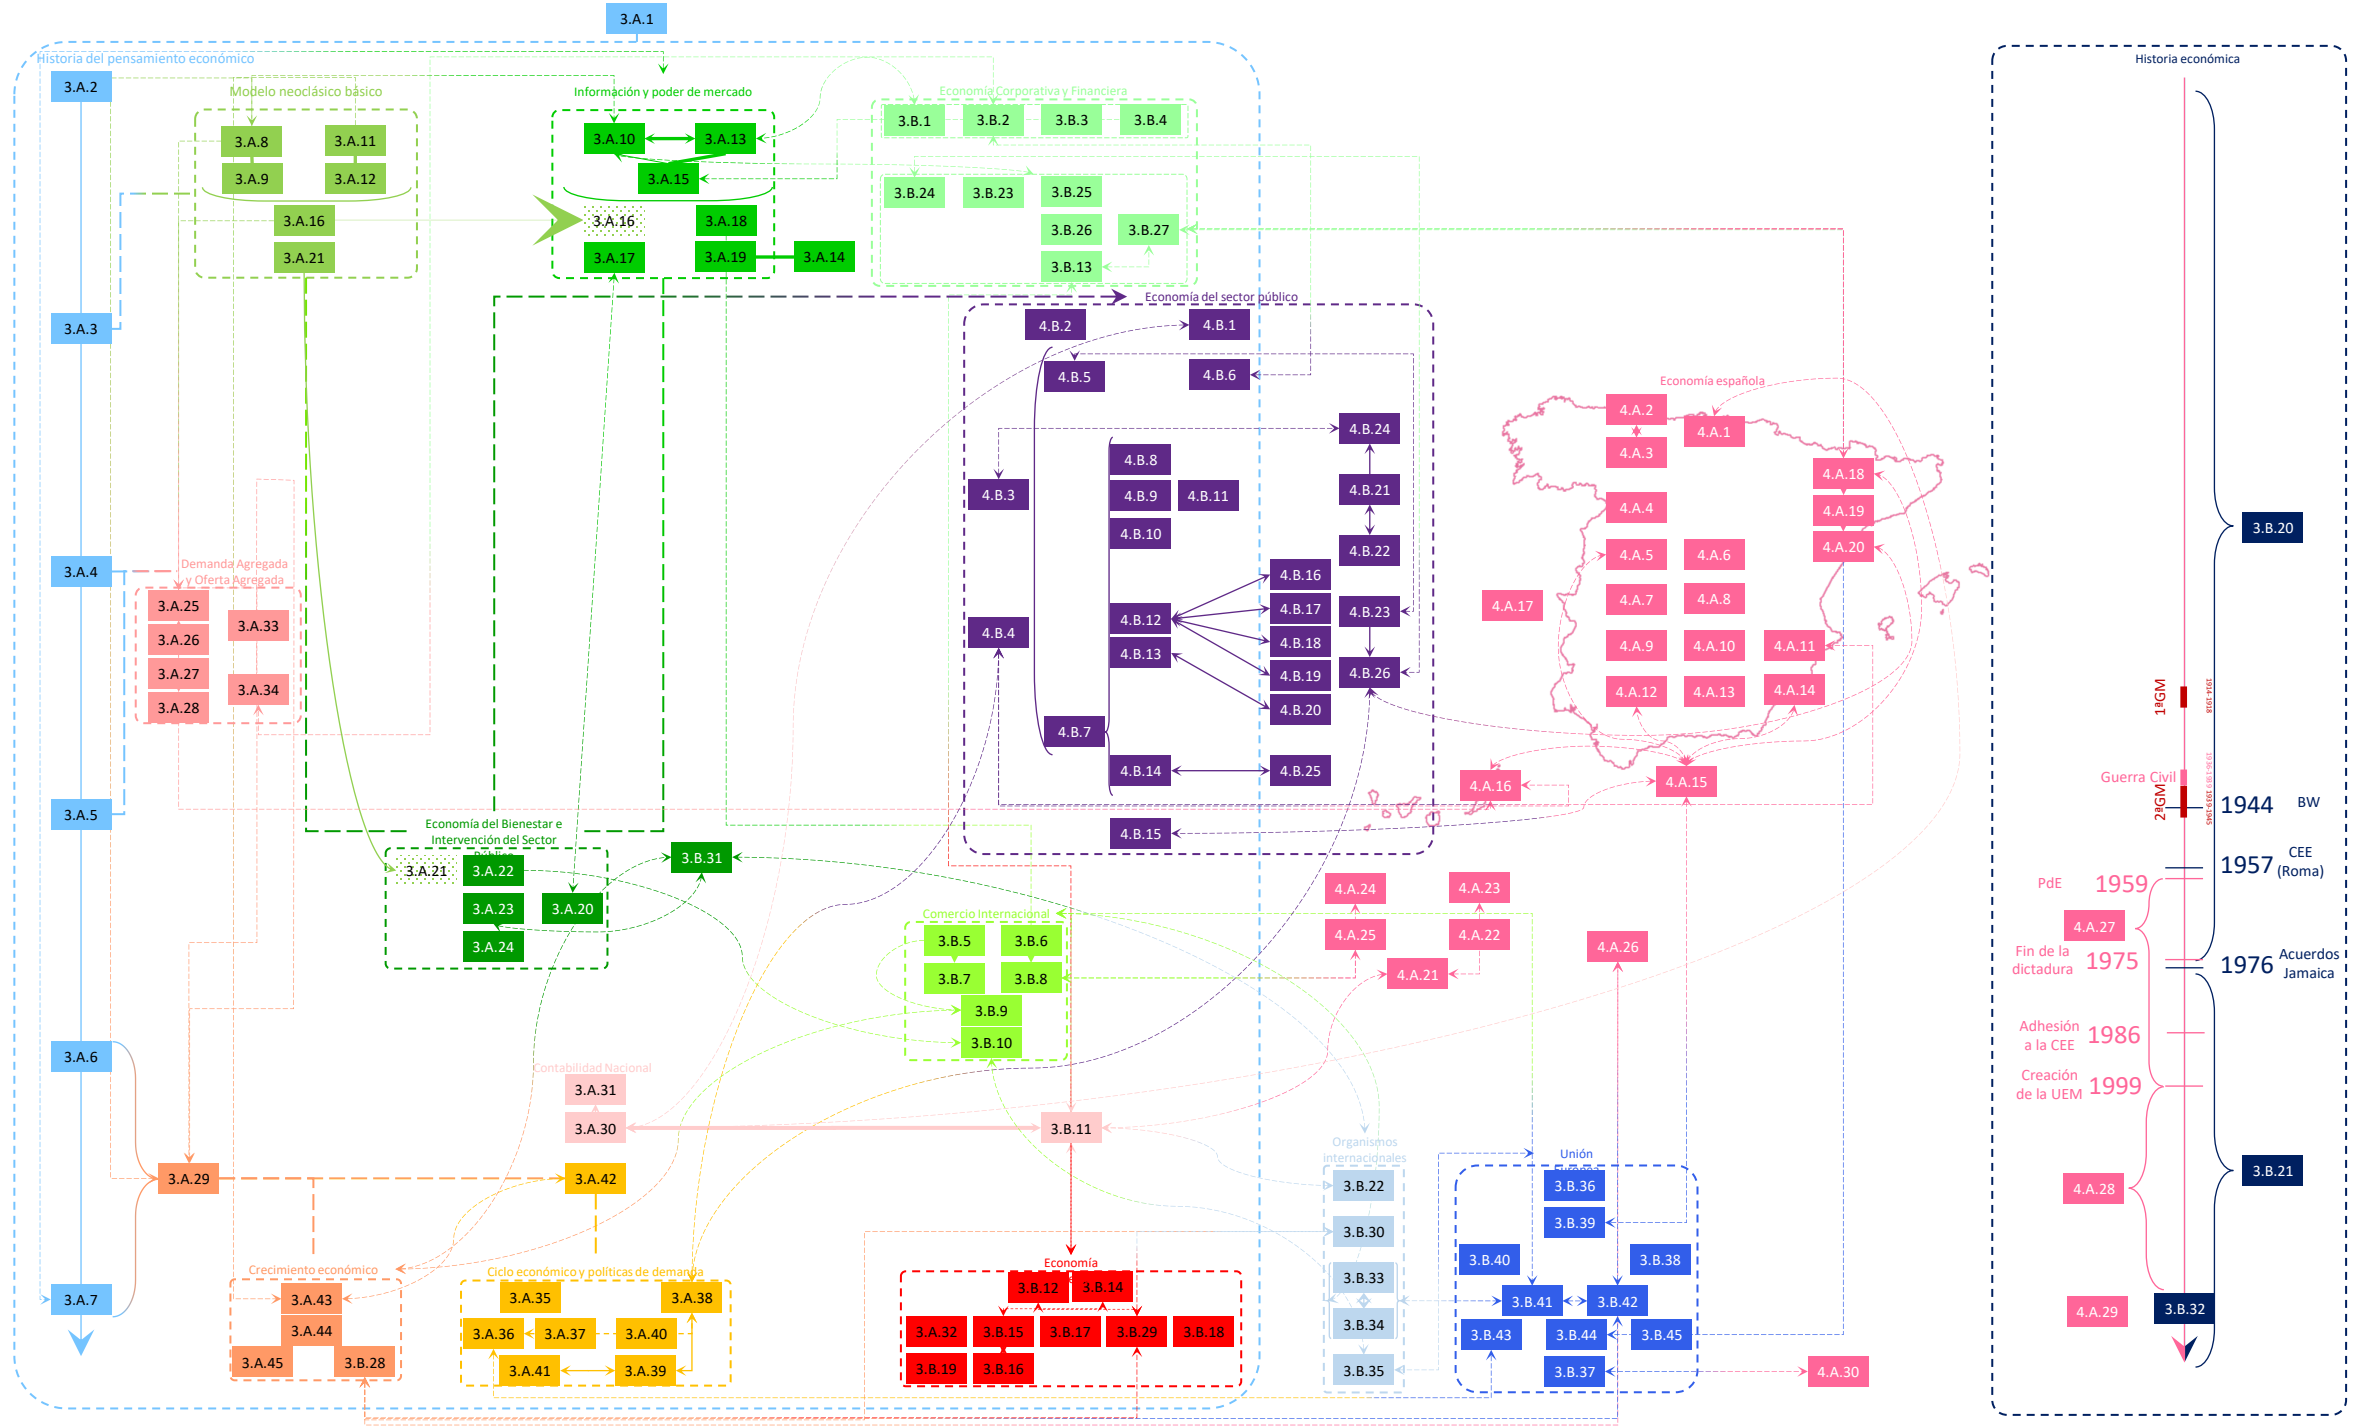 3.A.1
Historia del pensamiento económico
3.A.2
3.A.3
3.A.4
3.A.5
3.A.6
3.A.7
Modelo neoclásico básico
3.A.8
3.A.11
3.A.9
3.A.12
3.A.16
3.A.21
Información y poder de mercado
3.A.10
3.A.13
3.A.15
3.A.16
3.A.18
3.A.17
3.A.19
3.A.14
Economía Corporativa y Financiera
3.B.1
3.B.2
3.B.3
3.B.4
3.B.24
3.B.23
3.B.25
3.B.26
3.B.27
3.B.13
Economía del sector público
4.B.2
4.B.1
4.B.5
4.B.6
4.B.24
4.B.8
4.B.3
4.B.9
4.B.11
4.B.21
4.B.10
4.B.22
4.B.16
4.B.12
4.B.17
4.B.23
4.B.4
4.B.18
4.B.13
4.B.19
4.B.26
4.B.20
4.B.7
4.B.14
4.B.25
4.B.15
Demanda Agregada
y Oferta Agregada
3.A.25
3.A.33
3.A.26
3.A.27
3.A.34
3.A.28
Economía del Bienestar e
Intervención del Sector
3.A.21
3.A.22
3.A.23
3.A.20
3.A.24
3.B.31
Comercio Internacional
3.B.5
3.B.6
3.B.7
3.B.8
3.B.9
3.B.10
Contabilidad Nacional
3.A.31
3.A.30
3.B.11
3.A.29
3.A.42
Crecimiento económico
3.A.43
3.A.44
3.A.45
3.B.28
Ciclo económico y políticas de demanda
3.A.35
3.A.38
3.A.36
3.A.37
3.A.40
3.A.41
3.A.39
Economía
3.B.12
3.B.14
3.A.32
3.B.15
3.B.17
3.B.29
3.B.18
3.B.19
3.B.16
Organismos
internacionales
3.B.22
3.B.30
3.B.33
3.B.34
3.B.35
Unión
Europea
3.B.36
3.B.39
3.B.40
3.B.38
3.B.41
3.B.42
3.B.43
3.B.44
3.B.45
3.B.37
Economía española
4.A.2
4.A.1
4.A.3
4.A.18
4.A.4
4.A.19
4.A.20
4.A.5
4.A.6
4.A.17
4.A.7
4.A.8
4.A.9
4.A.10
4.A.11
4.A.12
4.A.13
4.A.14
4.A.16
4.A.15
4.A.24
4.A.23
4.A.25
4.A.22
4.A.26
4.A.21
4.A.30
Historia económica
3.B.20
1ªGM
1914-1918
Guerra Civil
1936-1939
2ªGM
1939-1945
1944 BW
1957 CEE
(Roma)
PdE 1959
4.A.27
Fin de la
dictadura 1975
1976 Acuerdos
Jamaica
Adhesión
a la CEE 1986
Creación
de la UEM 1999
3.B.21
4.A.28
4.A.29
3.B.32